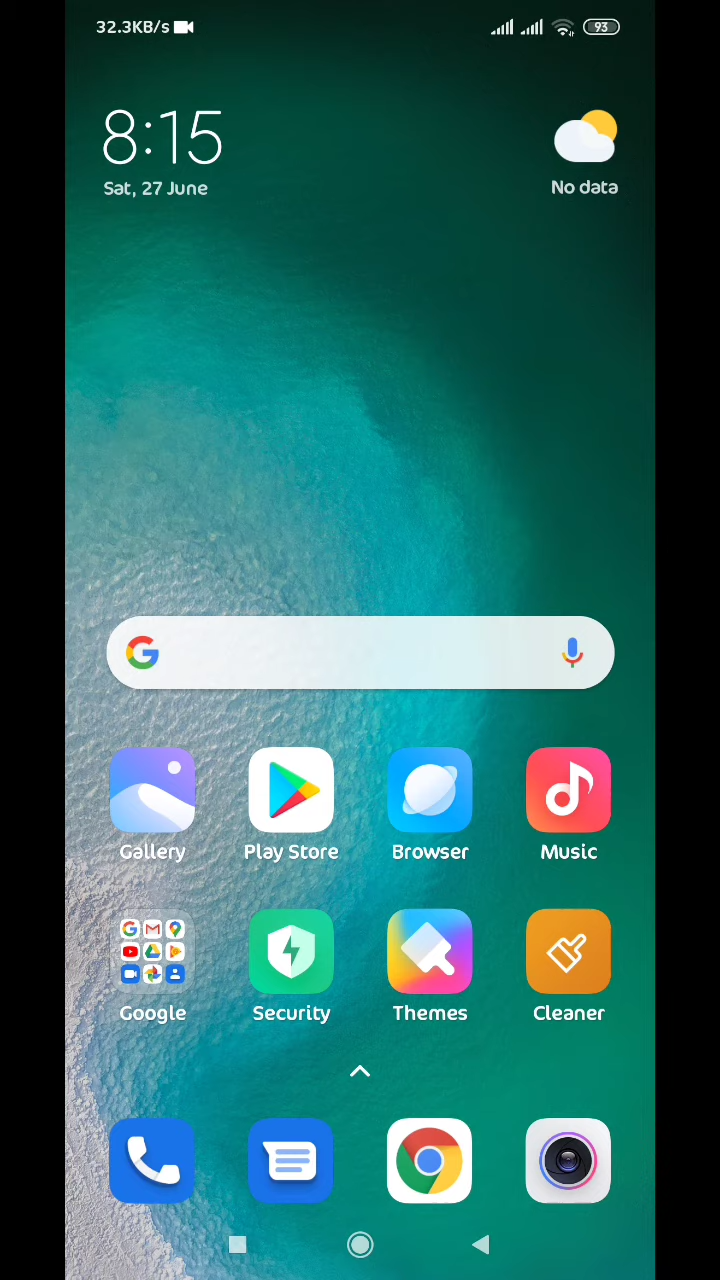 32.3KB/s
93
8:15
Sat, 27 June
No data
Gallery
Play Store
Browser
Music
Google
Security
Themes
Cleaner